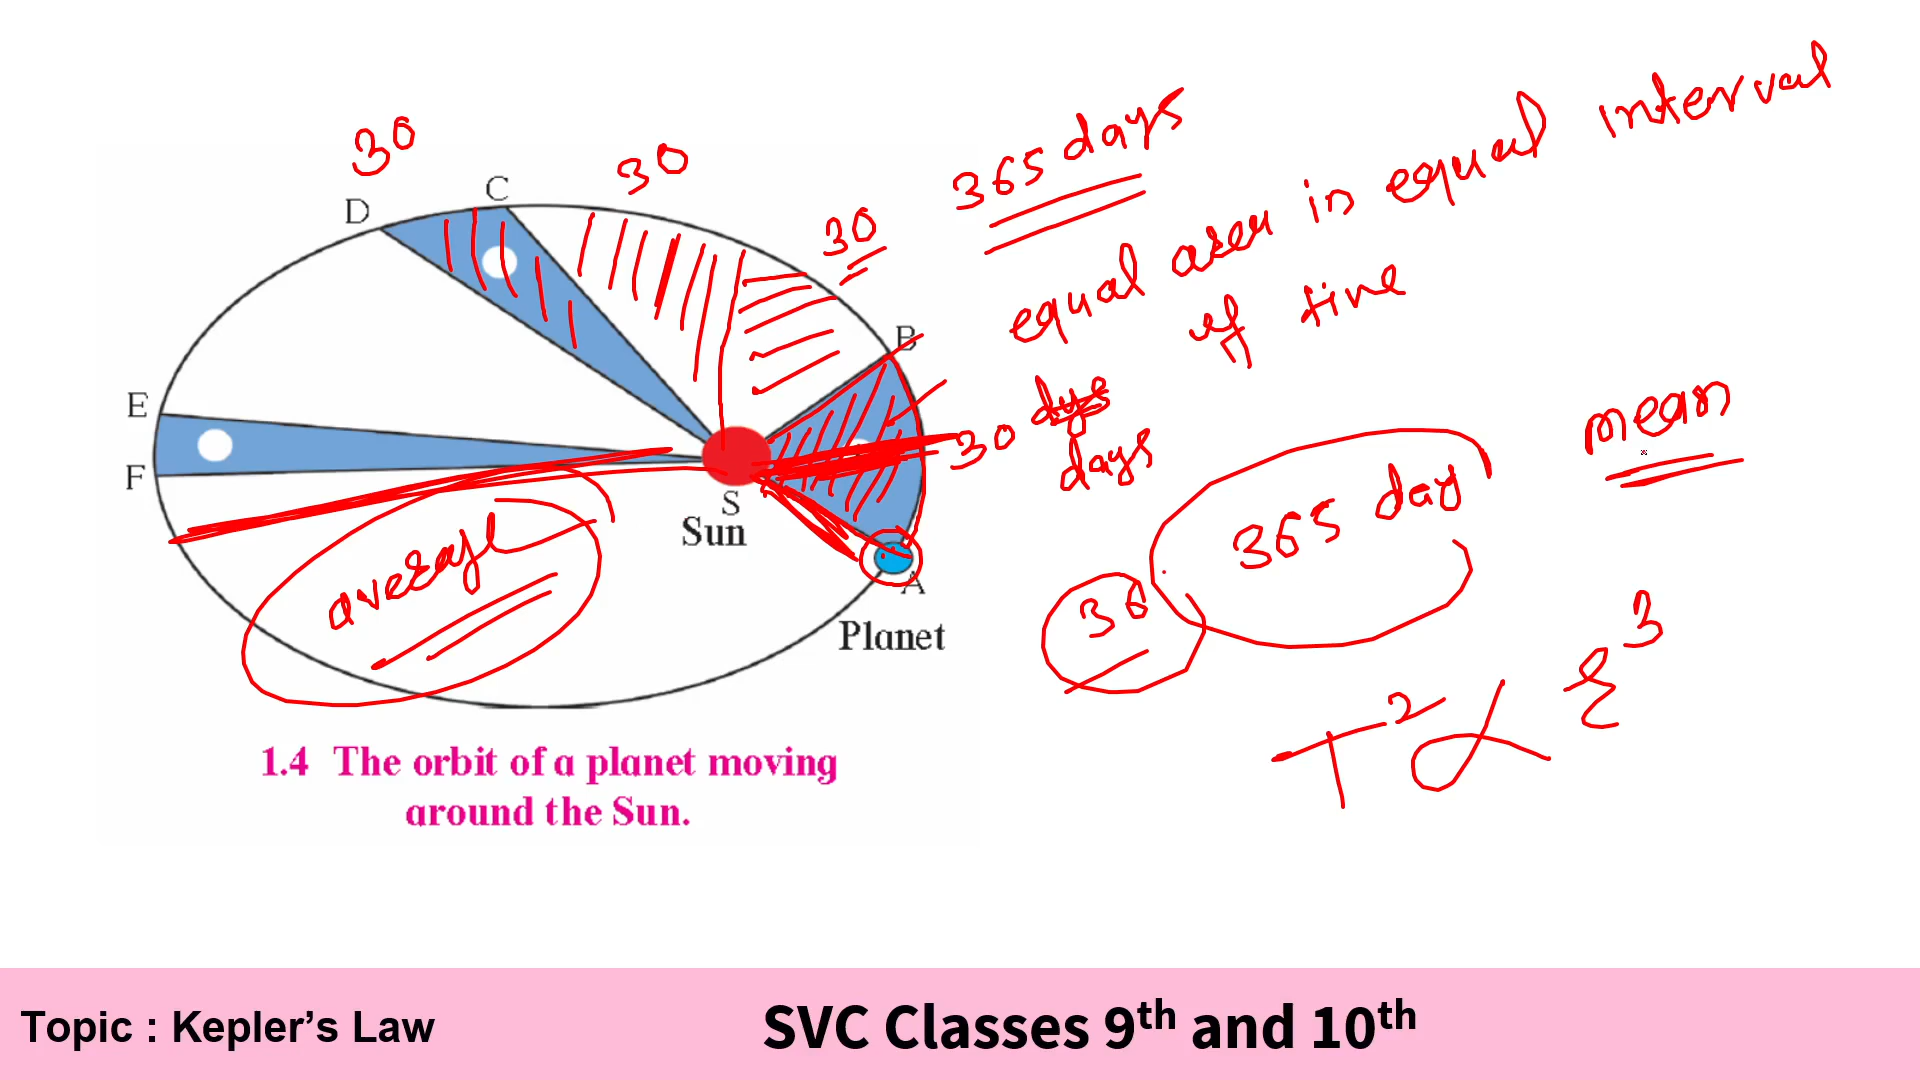 30
30
30
365 days
equal area in equal interval
of time
D
C
B
E
F
S
Sun
A
Planet
30 days
days
mean
365 day
30
average
T² ∝ r³
1.4 The orbit of a planet moving
around the Sun.
Topic : Kepler’s Law
SVC Classes 9th and 10th